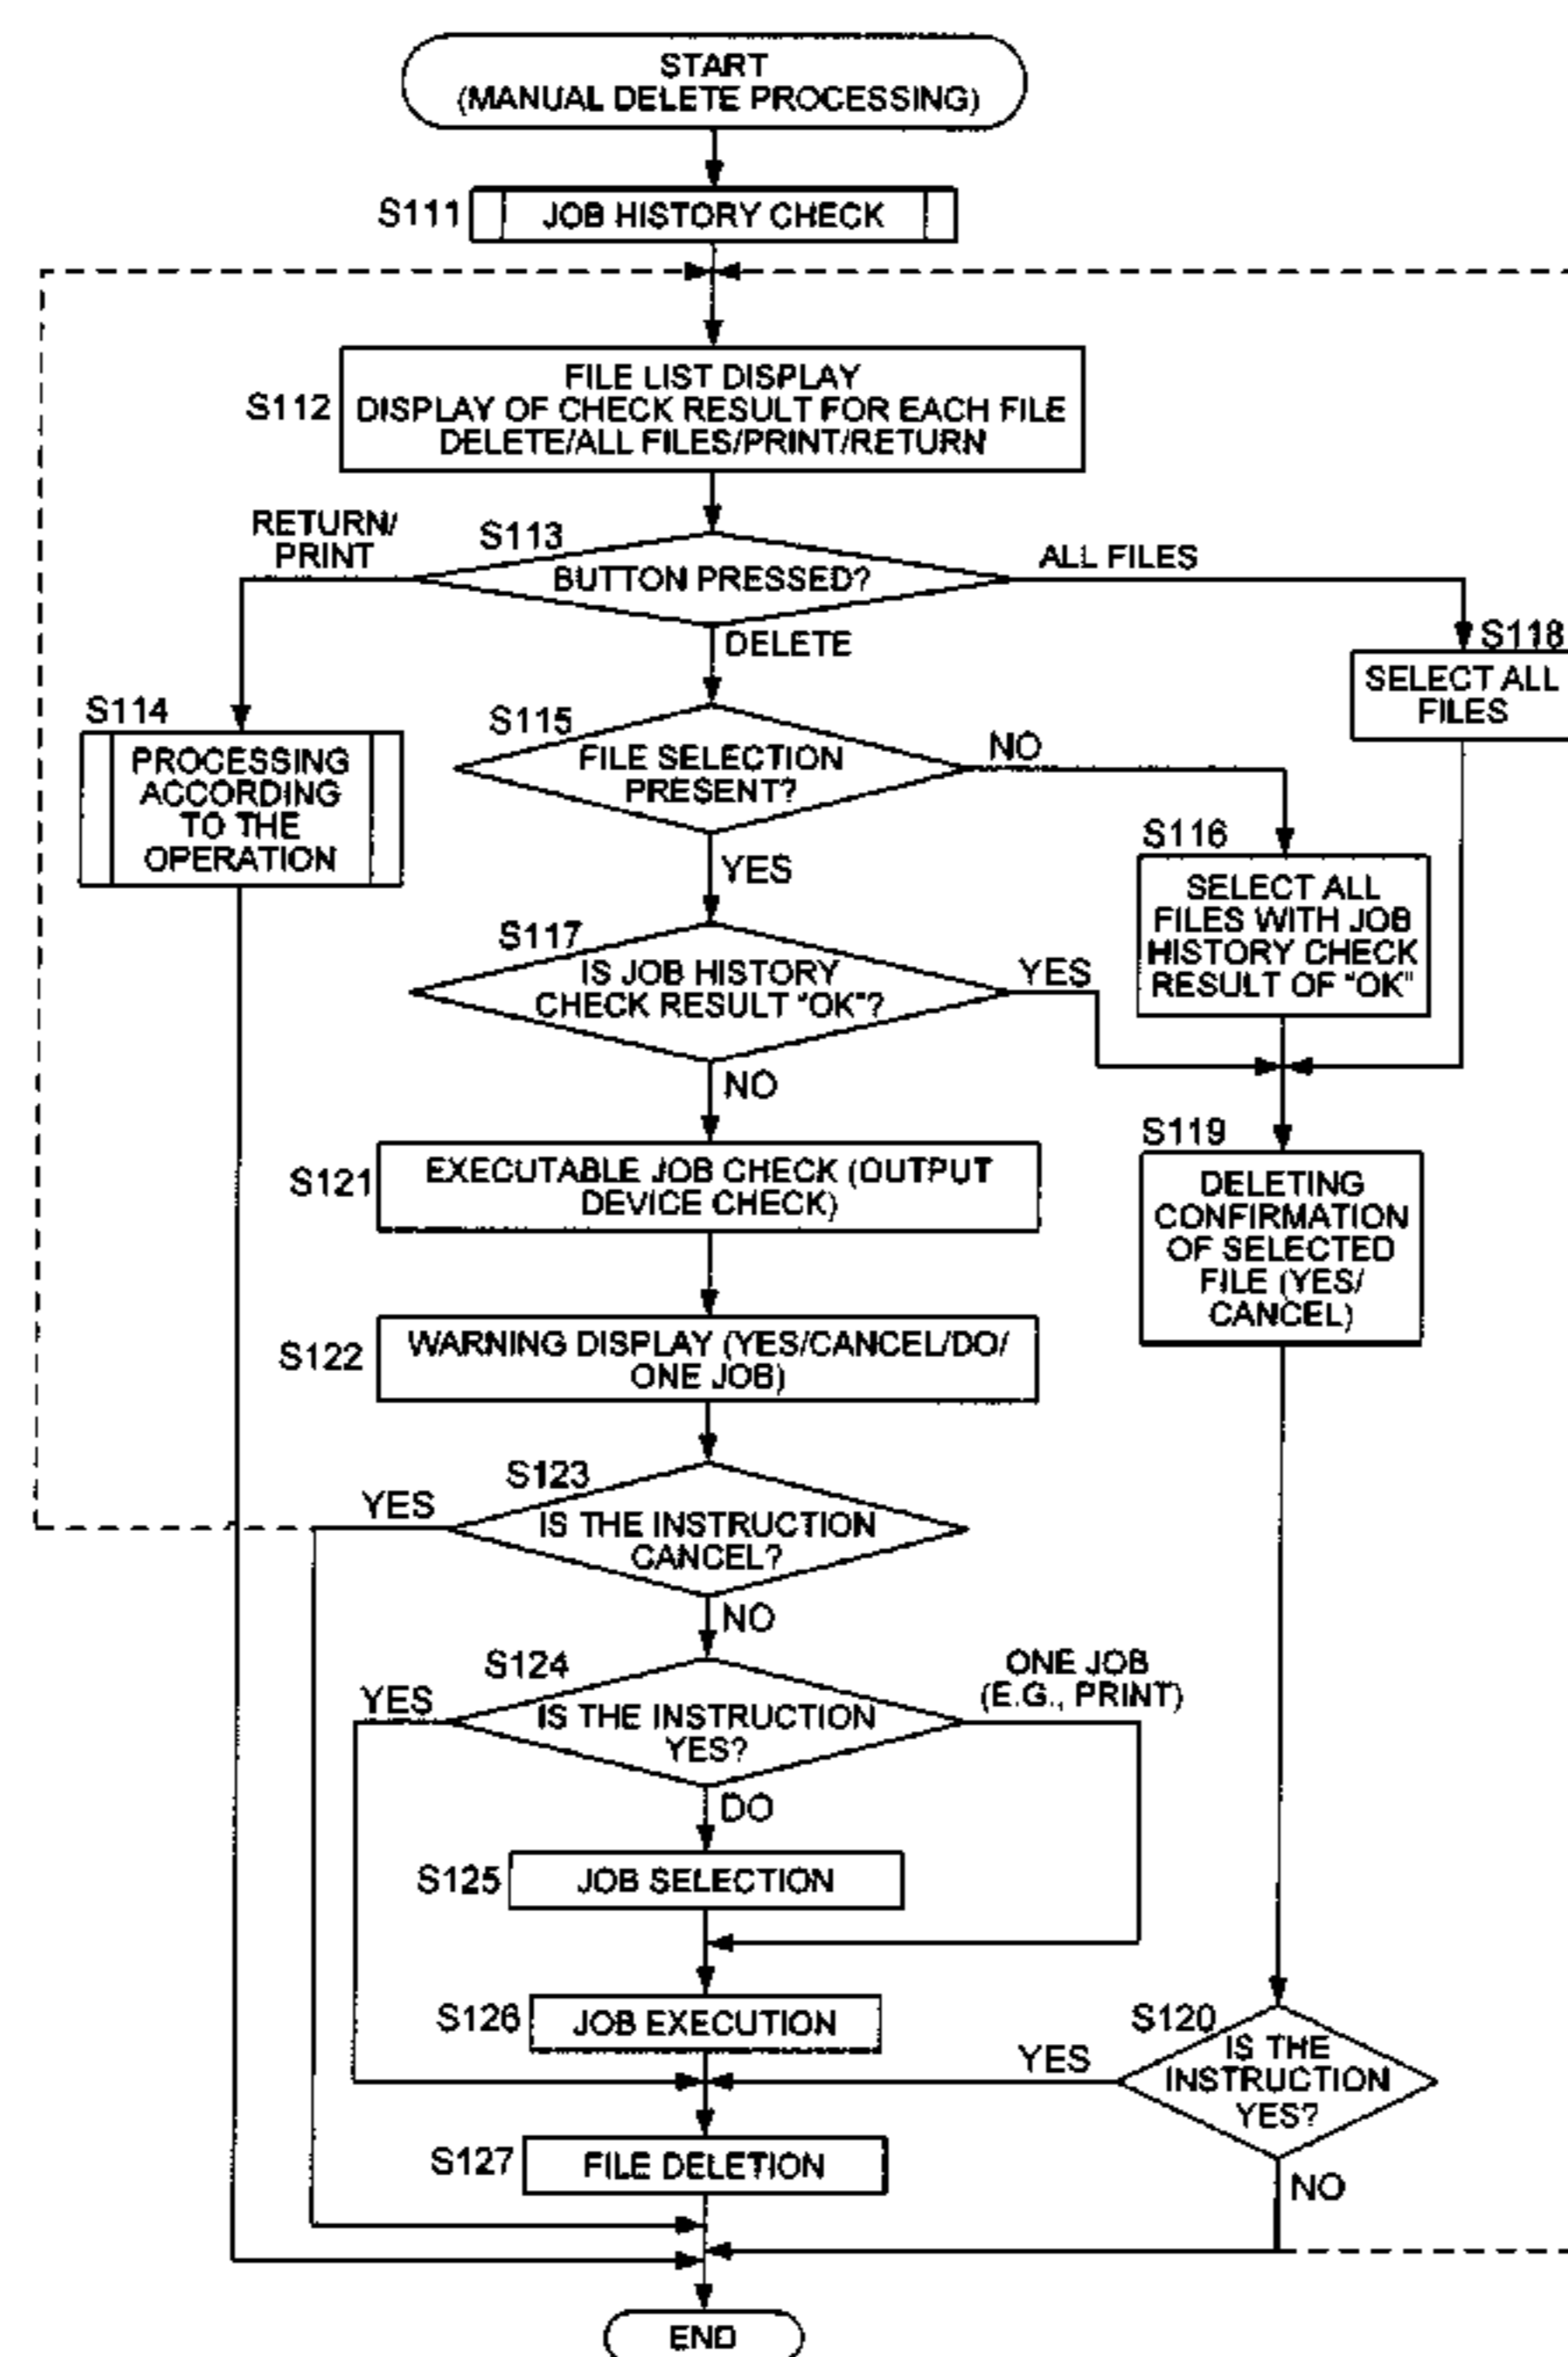 START
(MANUAL DELETE PROCESSING)
S111
JOB HISTORY CHECK
S112
FILE LIST DISPLAY
DISPLAY OF CHECK RESULT FOR EACH FILE
DELETE/ALL FILES/PRINT/RETURN
RETURN/
PRINT
S113
BUTTON PRESSED?
ALL FILES
DELETE
S118
SELECT ALL
FILES
S114
PROCESSING
ACCORDING
TO THE
OPERATION
S115
FILE SELECTION
PRESENT?
NO
YES
S116
SELECT ALL
FILES WITH JOB
HISTORY CHECK
RESULT OF "OK"
S117
IS JOB HISTORY
CHECK RESULT "OK"?
YES
NO
S119
DELETING
CONFIRMATION
OF SELECTED
FILE (YES/
CANCEL)
S121
EXECUTABLE JOB CHECK (OUTPUT
DEVICE CHECK)
S122
WARNING DISPLAY (YES/CANCEL/DO/
ONE JOB)
S123
YES
IS THE INSTRUCTION
CANCEL?
NO
S124
YES
IS THE INSTRUCTION
YES?
ONE JOB
(E.G., PRINT)
DO
S125
JOB SELECTION
S126
JOB EXECUTION
S120
IS THE
INSTRUCTION
YES?
YES
NO
S127
FILE DELETION
END